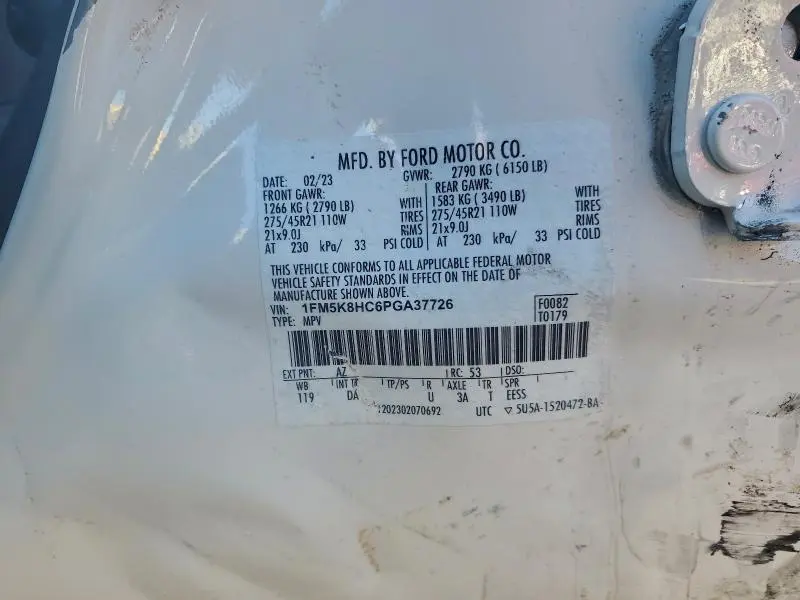 MFD. BY FORD MOTOR CO.
DATE: 02/23 GVWR: 2790 KG ( 6150 LB)
FRONT GAWR: REAR GAWR:
1266 KG ( 2790 LB) WITH 1583 KG ( 3490 LB) WITH
275/45R21 110W TIRES 275/45R21 110W TIRES
21x9.0J RIMS 21x9.0J RIMS
AT 230 kPa/ 33 PSI COLD AT 230 kPa/ 33 PSI COLD
THIS VEHICLE CONFORMS TO ALL APPLICABLE FEDERAL MOTOR
VEHICLE SAFETY STANDARDS IN EFFECT ON THE DATE OF
MANUFACTURE SHOWN ABOVE.
VIN: 1FM5K8HC6PGA37726 F0082
TYPE: MPV T0179
EXT PNT: AZ RC: 53 DSO:
WB INT TR TP/PS R AXLE TR SPR
119 DA U 3A T EESS
202302070692 UTC ▽ 5U5A-1520472-BA